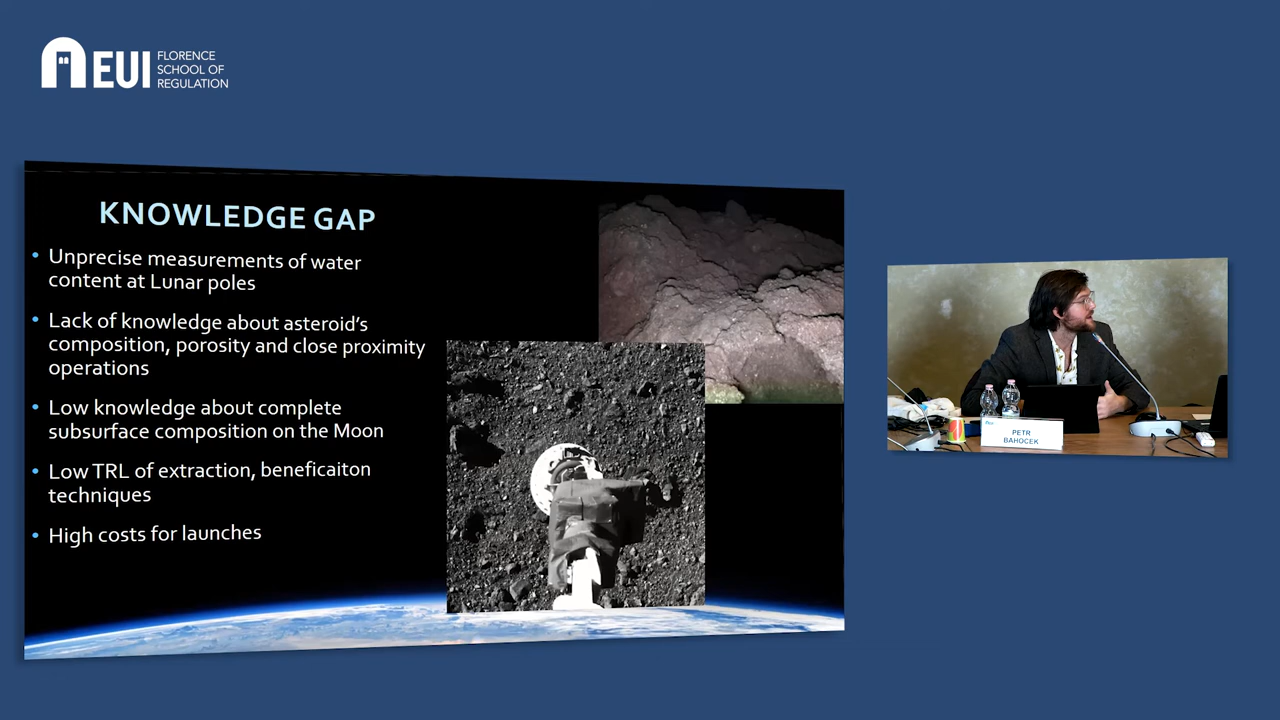 EUI
FLORENCE
SCHOOL OF
REGULATION
KNOWLEDGE GAP
• Unprecise measurements of water
content at Lunar poles
• Lack of knowledge about asteroid's
composition, porosity and close proximity
operations
• Low knowledge about complete
subsurface composition on the Moon
• Low TRL of extraction, beneficaiton
techniques
• High costs for launches
PETR
BAHOCEK